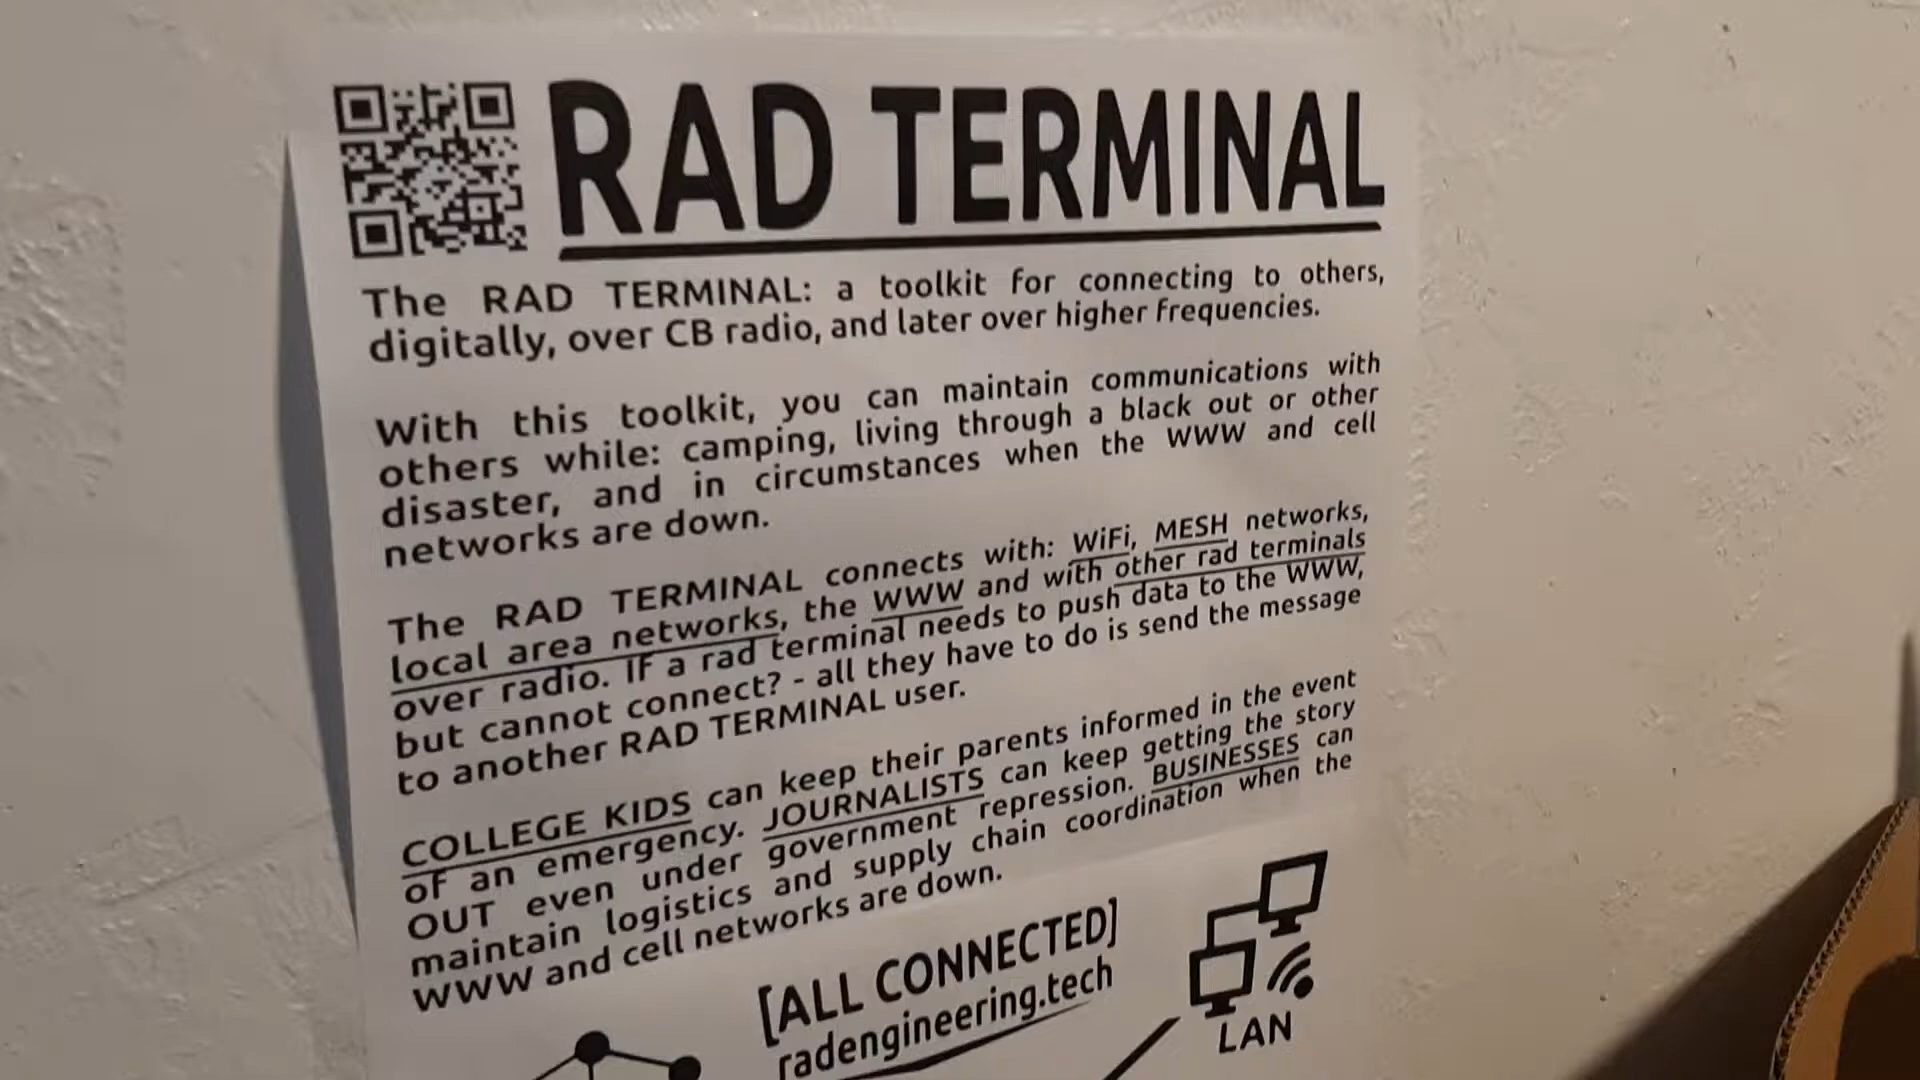 RAD TERMINAL
The RAD TERMINAL: a toolkit for connecting to others,
digitally, over CB radio, and later over higher frequencies.
With this toolkit, you can maintain communications with
others while: camping, living through a black out or other
disaster, and in circumstances when the WWW and cell
networks are down.
The RAD TERMINAL connects with: WiFi, MESH networks,
local area networks, the WWW and with other rad terminals
over radio. If a rad terminal needs to push data to the WWW,
but cannot connect? - all they have to do is send the message
to another RAD TERMINAL user.
COLLEGE KIDS can keep their parents informed in the event
of an emergency. JOURNALISTS can keep getting the story
OUT even under government repression. BUSINESSES can
maintain logistics and supply chain coordination when the
WWW and cell networks are down.
[ALL CONNECTED]
radengineering.tech
LAN